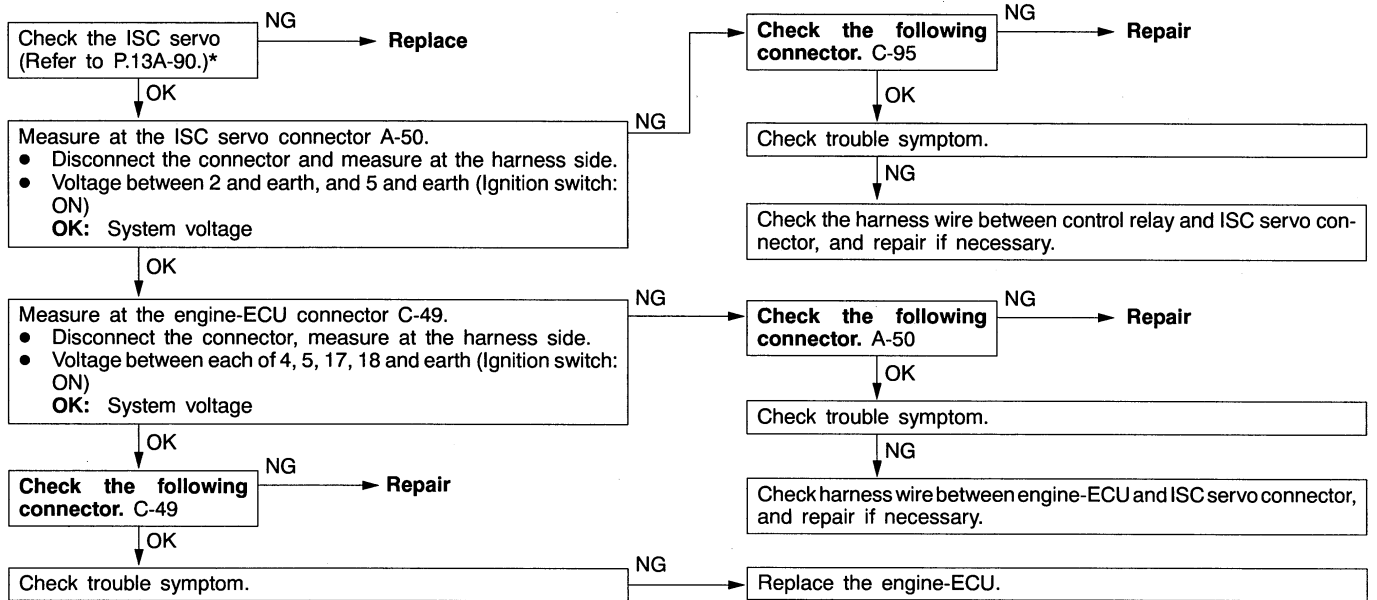 Check the ISC servo
(Refer to P.13A-90.)*
NG
Replace
OK
Measure at the ISC servo connector A-50.
● Disconnect the connector and measure at the harness side.
● Voltage between 2 and earth, and 5 and earth (Ignition switch:
ON)
OK: System voltage
NG
Check the following
connector. C-95
NG
Repair
OK
Check trouble symptom.
NG
Check the harness wire between control relay and ISC servo con-
nector, and repair if necessary.
OK
Measure at the engine-ECU connector C-49.
● Disconnect the connector, measure at the harness side.
● Voltage between each of 4, 5, 17, 18 and earth (Ignition switch:
ON)
OK: System voltage
NG
Check the following
connector. A-50
NG
Repair
OK
Check trouble symptom.
NG
Check harness wire between engine-ECU and ISC servo connector,
and repair if necessary.
OK
Check the following
connector. C-49
NG
Repair
OK
Check trouble symptom.
NG
Replace the engine-ECU.